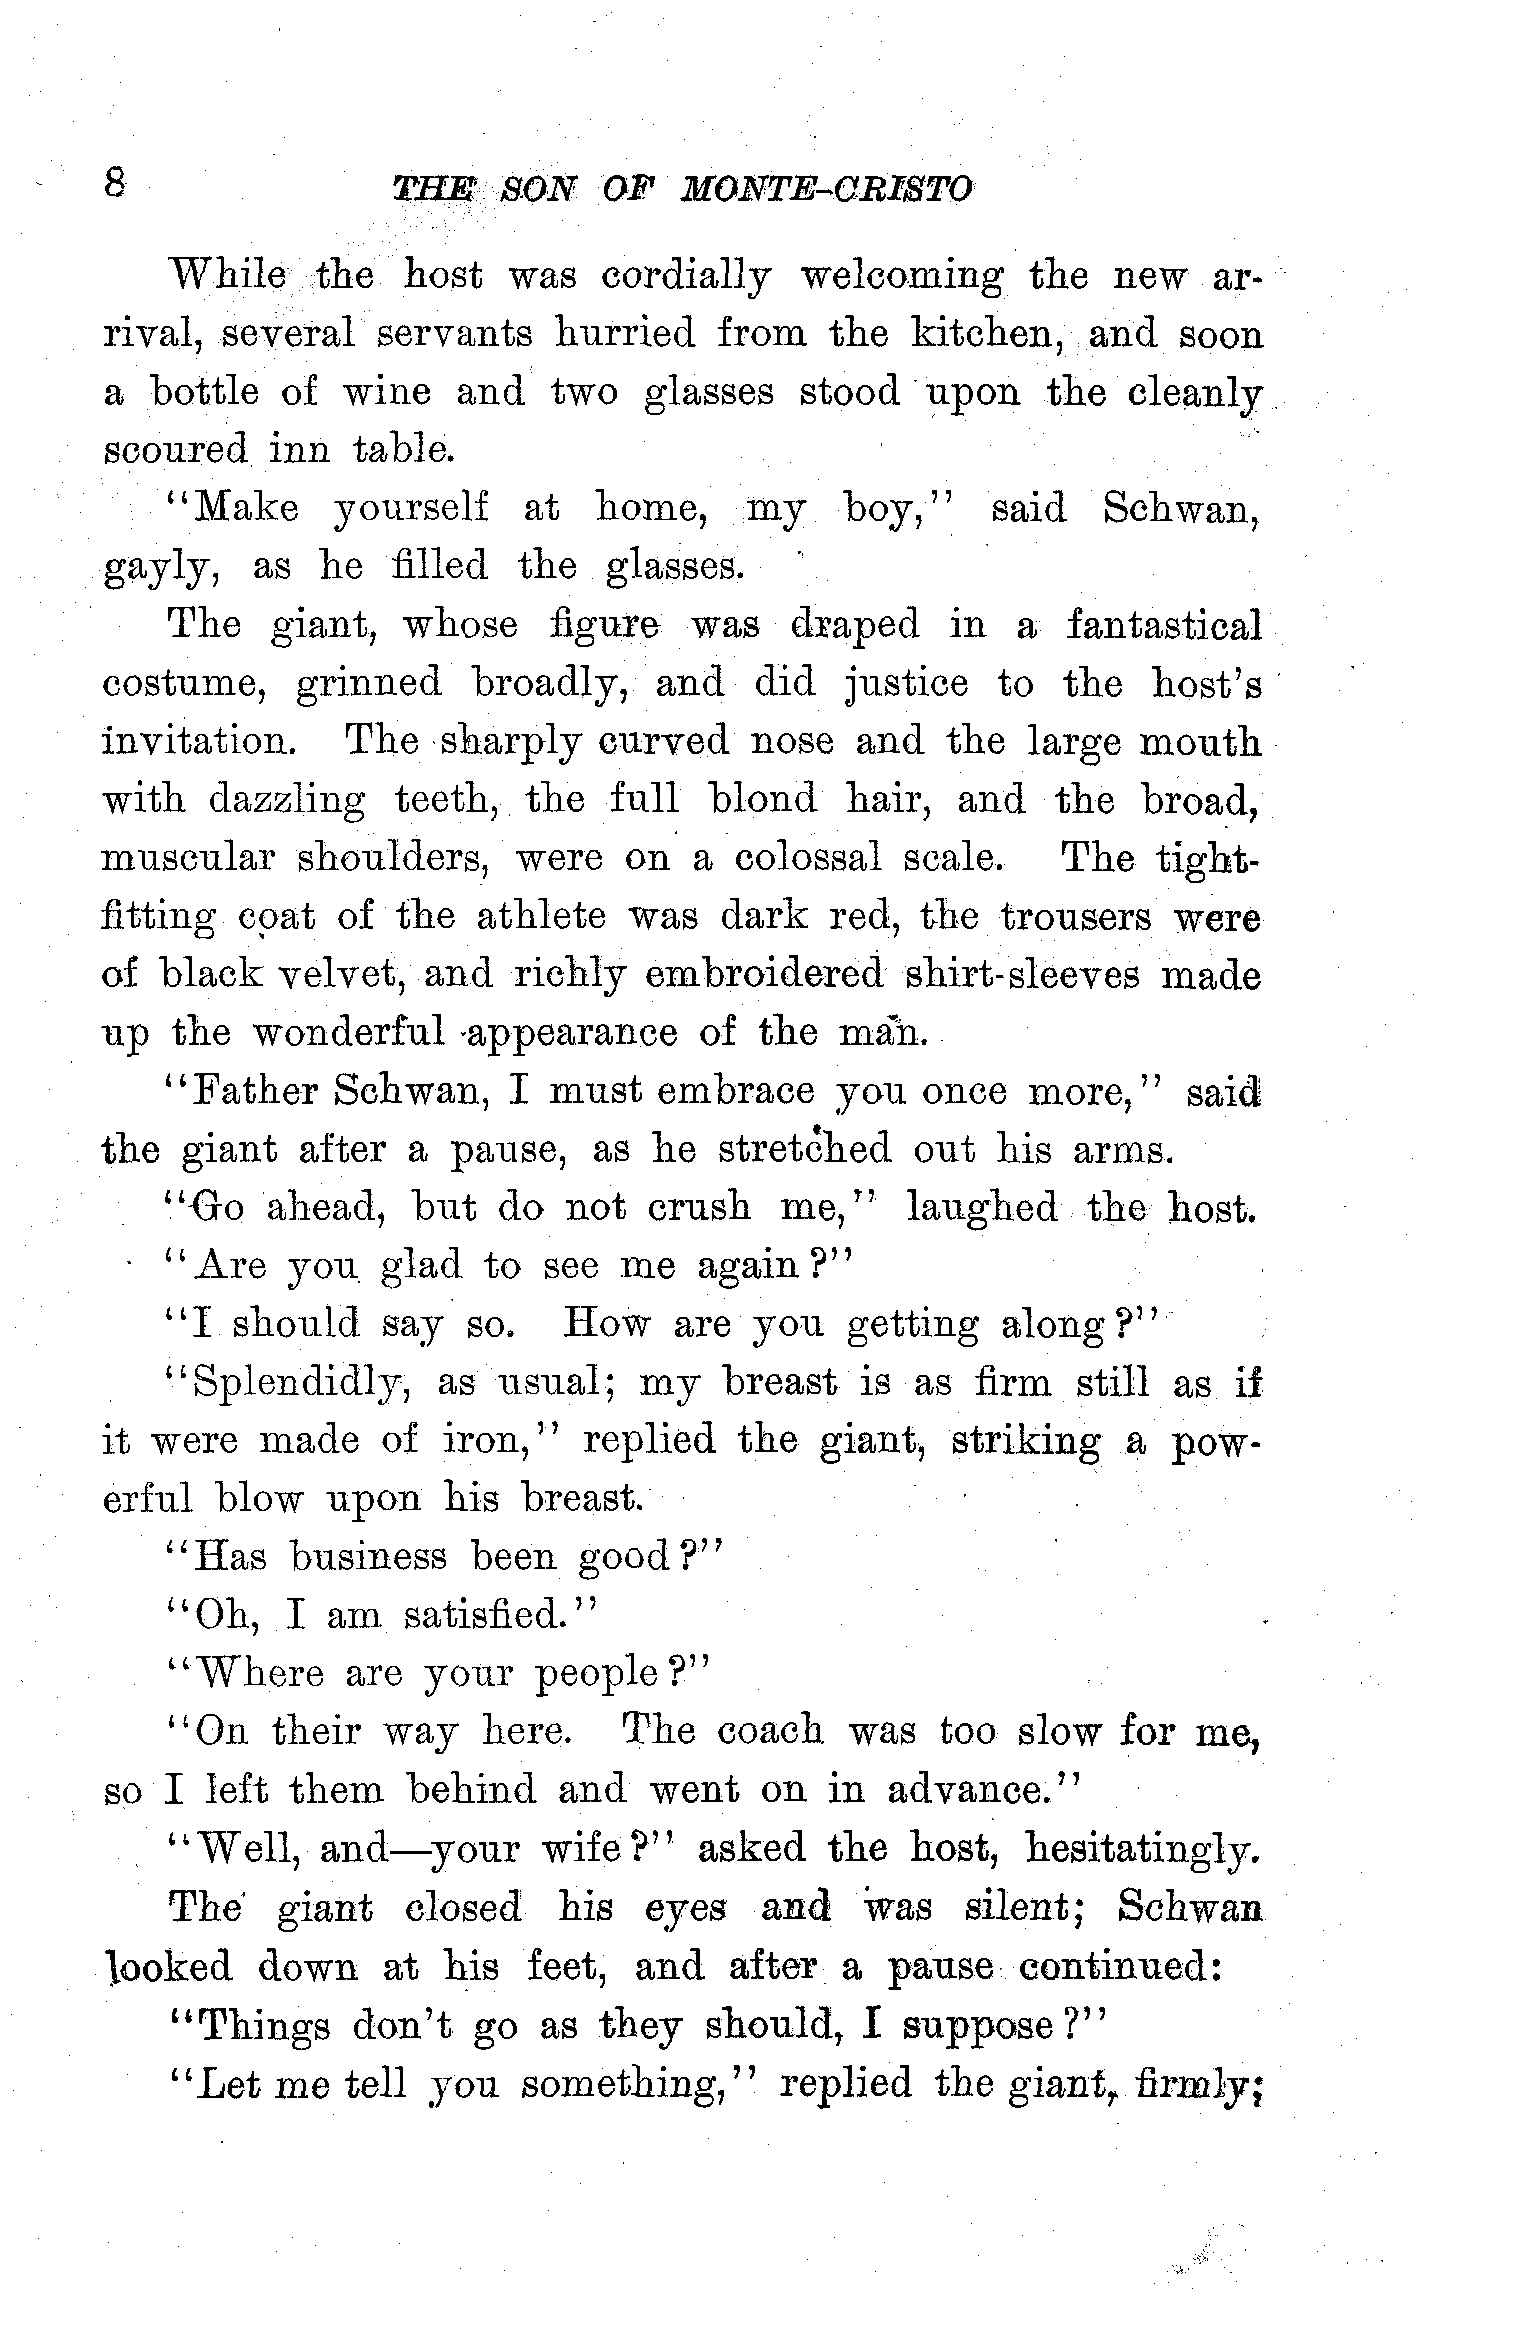 8 THE SON OF MONTE-CRISTO
While the host was cordially welcoming the new ar-
rival, several servants hurried from the kitchen, and soon
a bottle of wine and two glasses stood upon the cleanly
scoured inn table.
"Make yourself at home, my boy," said Schwan,
gayly, as he filled the glasses.
The giant, whose figure was draped in a fantastical
costume, grinned broadly, and did justice to the host's
invitation. The sharply curved nose and the large mouth
with dazzling teeth, the full blond hair, and the broad,
muscular shoulders, were on a colossal scale. The tight-
fitting coat of the athlete was dark red, the trousers were
of black velvet, and richly embroidered shirt-sleeves made
up the wonderful appearance of the man.
"Father Schwan, I must embrace you once more," said
the giant after a pause, as he stretched out his arms.
"Go ahead, but do not crush me," laughed the host.
"Are you glad to see me again?"
"I should say so. How are you getting along?"
"Splendidly, as usual; my breast is as firm still as if
it were made of iron," replied the giant, striking a pow-
erful blow upon his breast.
"Has business been good?"
"Oh, I am satisfied."
"Where are your people?"
"On their way here. The coach was too slow for me,
so I left them behind and went on in advance."
"Well, and—your wife?" asked the host, hesitatingly.
The giant closed his eyes and was silent; Schwan
looked down at his feet, and after a pause continued:
"Things don't go as they should, I suppose?"
"Let me tell you something," replied the giant, firmly;